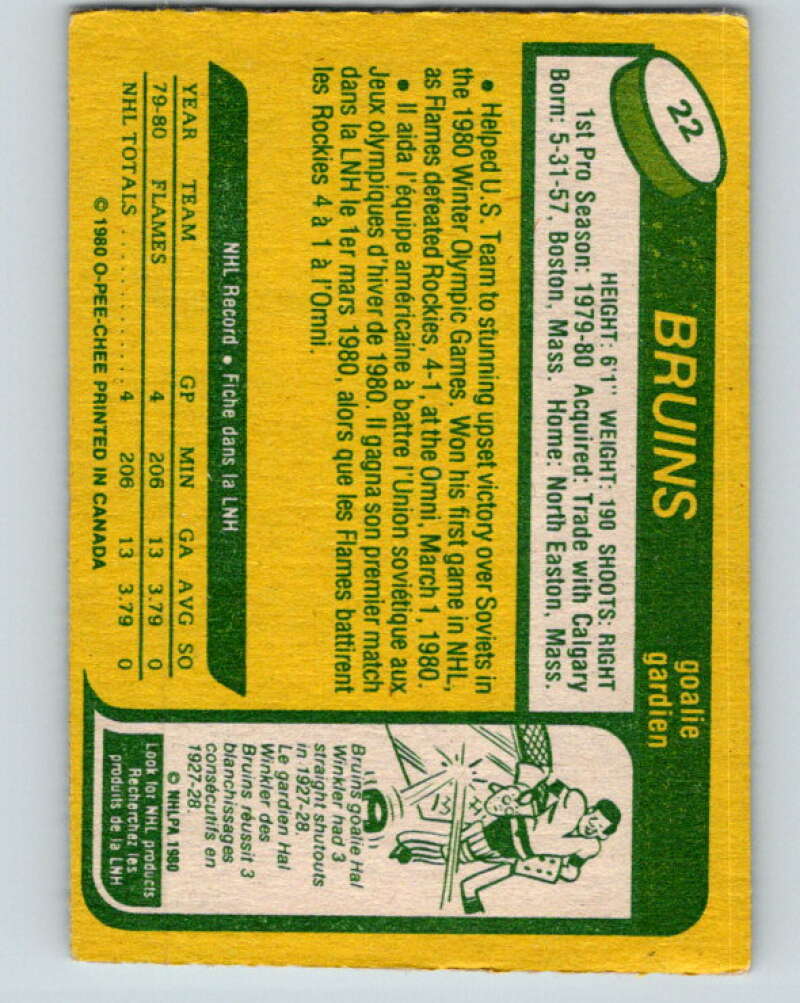 22
BRUINS
goalie
gardien
HEIGHT: 6'1" WEIGHT: 190 SHOOTS: RIGHT
1st Pro Season: 1979-80 Acquired: Trade with Calgary
Born: 5-31-57, Boston, Mass. Home: North Easton, Mass.
• Helped U.S. Team to stunning upset victory over Soviets in
the 1980 Winter Olympic Games. Won his first game in NHL,
as Flames defeated Rockies, 4-1, at the Omni, March 1, 1980.
• Il aida l'équipe américaine à battre l'Union soviétique aux
Jeux olympiques d'hiver de 1980. Il gagna son premier match
dans la LNH le 1er mars 1980, alors que les Flames battirent
les Rockies 4 à 1 à l'Omni.
NHL Record • Fiche dans la LNH
YEAR TEAM GP MIN GA AVG SO
79-80 FLAMES 4 206 13 3.79 0
NHL TOTALS . . . . . . . . . . . 4 206 13 3.79 0
© 1980 O-PEE-CHEE PRINTED IN CANADA
Bruins goalie Hal
Winkler had 3
straight shutouts
in 1927-28.
Le gardien Hal
Winkler des
Bruins réussit 3
blanchissages
consécutifs en
1927-28.
© NHLPA 1980
Look for NHL products
Recherchez les
produits de la LNH